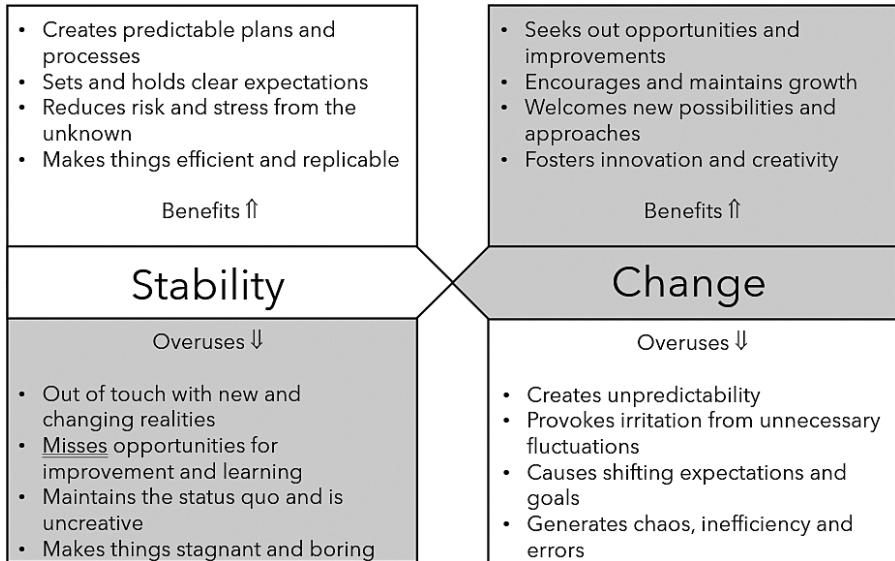 • Creates predictable plans and
processes
• Sets and holds clear expectations
• Reduces risk and stress from the
unknown
• Makes things efficient and replicable
Benefits ⇑
• Seeks out opportunities and
improvements
• Encourages and maintains growth
• Welcomes new possibilities and
approaches
• Fosters innovation and creativity
Benefits ⇑
Stability
Change
Overuses ⇓
• Out of touch with new and
changing realities
• Misses opportunities for
improvement and learning
• Maintains the status quo and is
uncreative
• Makes things stagnant and boring
Overuses ⇓
• Creates unpredictability
• Provokes irritation from unnecessary
fluctuations
• Causes shifting expectations and
goals
• Generates chaos, inefficiency and
errors